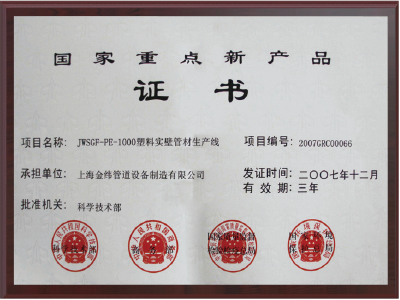 国家重点新产品
证书
项目名称: JWSGF-PE-1000塑料实壁管材生产线 项目编号: 2007GRC00066
承担单位: 上海金纬管道设备制造有限公司 发证时间: 二〇〇七年十二月
有效期: 三年
批准机关: 科学技术部